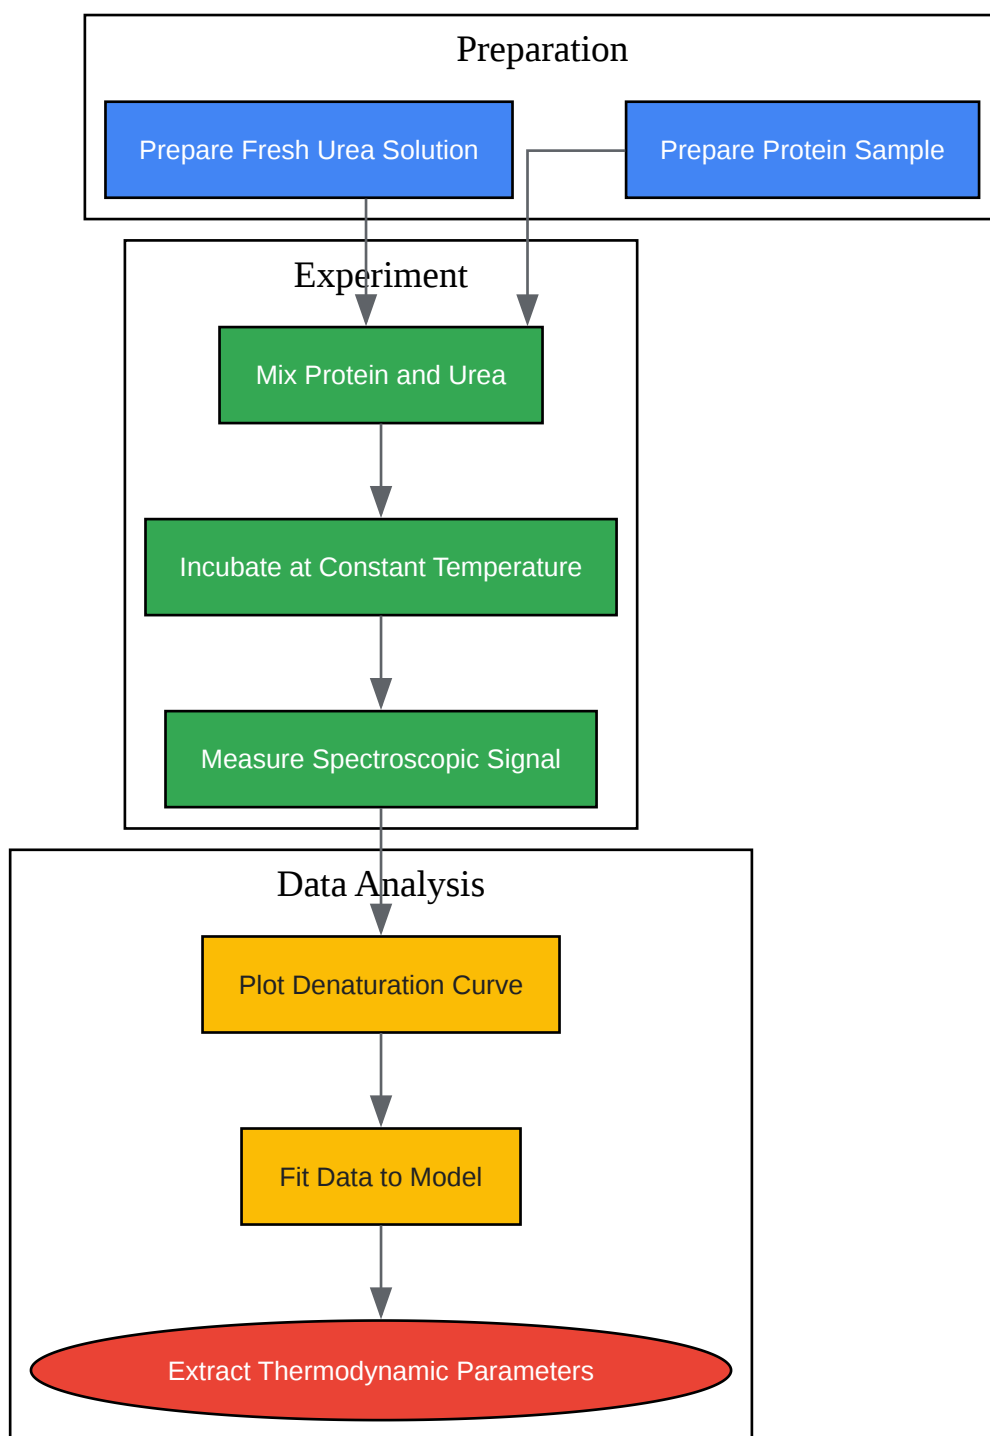 Preparation
Prepare Fresh Urea Solution
Prepare Protein Sample
Experiment
Mix Protein and Urea
Incubate at Constant Temperature
Measure Spectroscopic Signal
Data Analysis
Plot Denaturation Curve
Fit Data to Model
Extract Thermodynamic Parameters